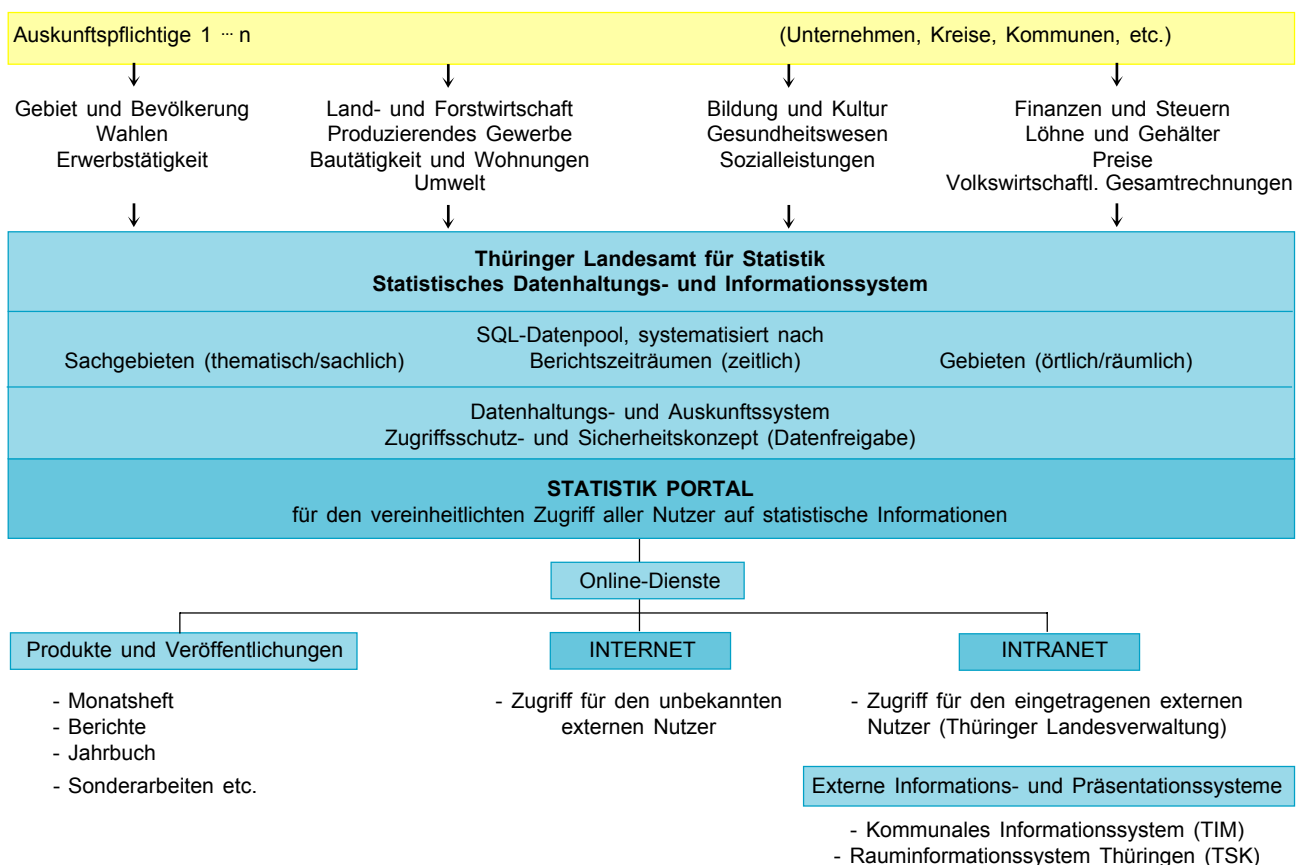 Auskunftspflichtige 1 ··· n (Unternehmen, Kreise, Kommunen, etc.)
Gebiet und Bevölkerung
Wahlen
Erwerbstätigkeit
Land- und Forstwirtschaft
Produzierendes Gewerbe
Bautätigkeit und Wohnungen
Umwelt
Bildung und Kultur
Gesundheitswesen
Sozialleistungen
Finanzen und Steuern
Löhne und Gehälter
Preise
Volkswirtschaftl. Gesamtrechnungen
Thüringer Landesamt für Statistik
Statistisches Datenhaltungs- und Informationssystem
SQL-Datenpool, systematisiert nach
Sachgebieten (thematisch/sachlich) Berichtszeiträumen (zeitlich) Gebieten (örtlich/räumlich)
Datenhaltungs- und Auskunftssystem
Zugriffsschutz- und Sicherheitskonzept (Datenfreigabe)
STATISTIK PORTAL
für den vereinheitlichten Zugriff aller Nutzer auf statistische Informationen
Online-Dienste
Produkte und Veröffentlichungen
- Monatsheft
- Berichte
- Jahrbuch
- Sonderarbeiten etc.
INTERNET
- Zugriff für den unbekannten
externen Nutzer
INTRANET
- Zugriff für den eingetragenen externen
Nutzer (Thüringer Landesverwaltung)
Externe Informations- und Präsentationssysteme
- Kommunales Informationssystem (TIM)
- Rauminformationssystem Thüringen (TSK)